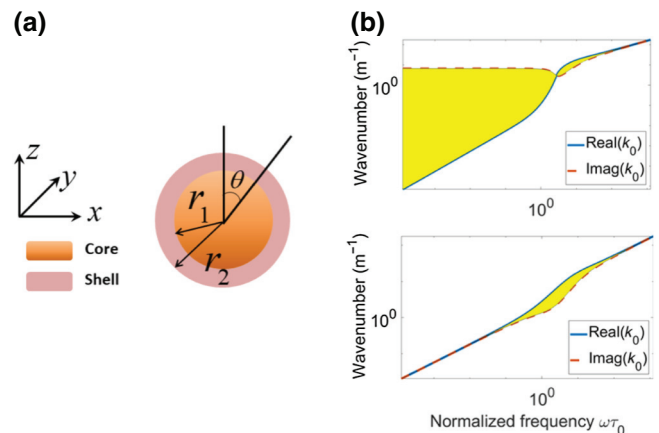 (a)
z
y
x
Core
Shell
θ
r₁
r₂
(b)
Wavenumber (m⁻¹)
10⁰
Real(k₀)
Imag(k₀)
10⁰
Wavenumber (m⁻¹)
10⁰
Real(k₀)
Imag(k₀)
10⁰
Normalized frequency ωτ₀